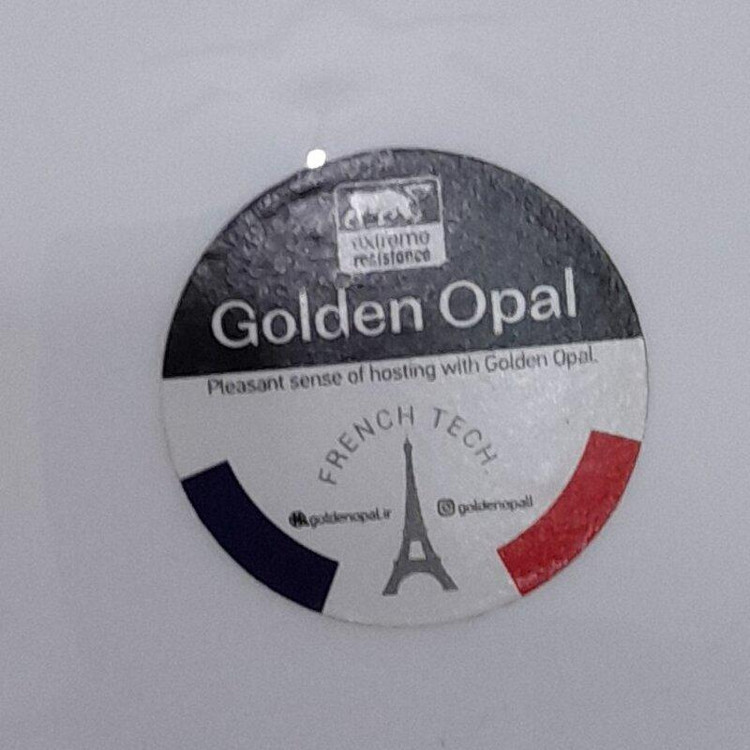 extreme
resistance
Golden Opal
Pleasant sense of hosting with Golden Opal.
FRENCH TECH.
goldenopal.ir
goldenopall